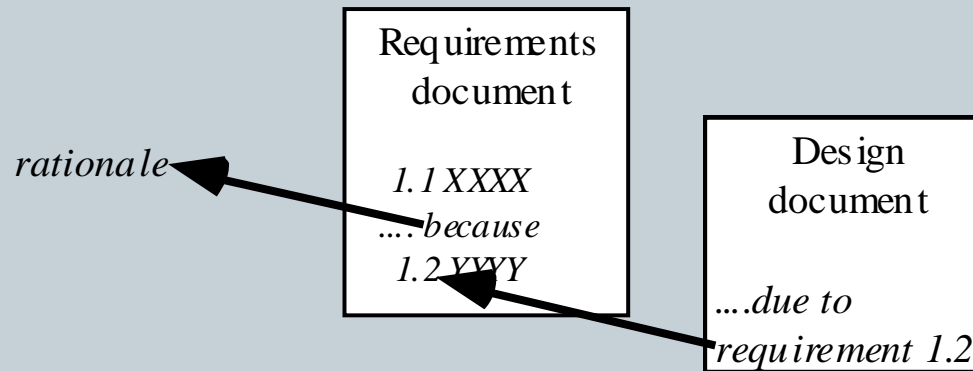 Requirements
document
rationale
1.1 XXXX
.... because
1.2 YYYY
Design
document
....due to
requirement 1.2